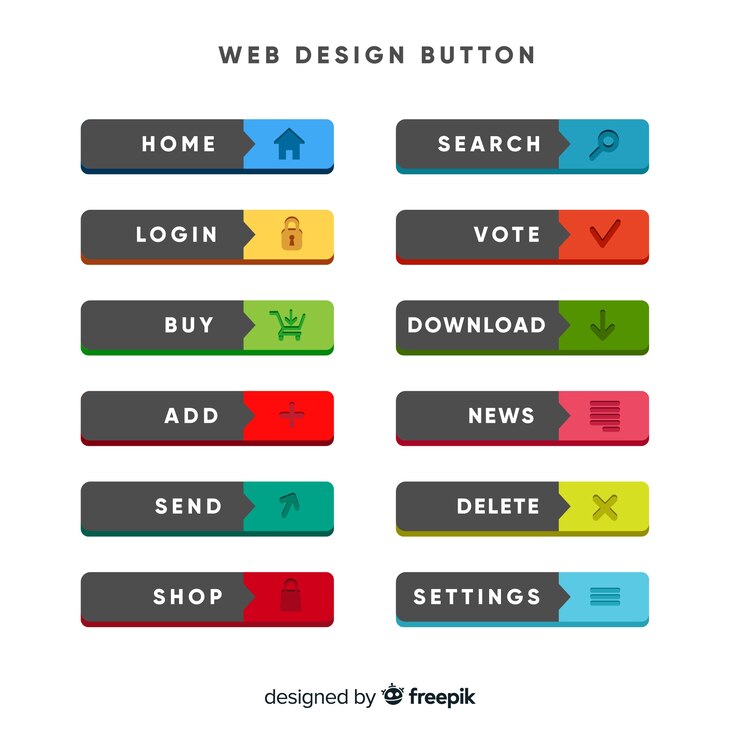 WEB DESIGN BUTTON
HOME
SEARCH
LOGIN
VOTE
BUY
DOWNLOAD
ADD
NEWS
SEND
DELETE
SHOP
SETTINGS
designed by freepik